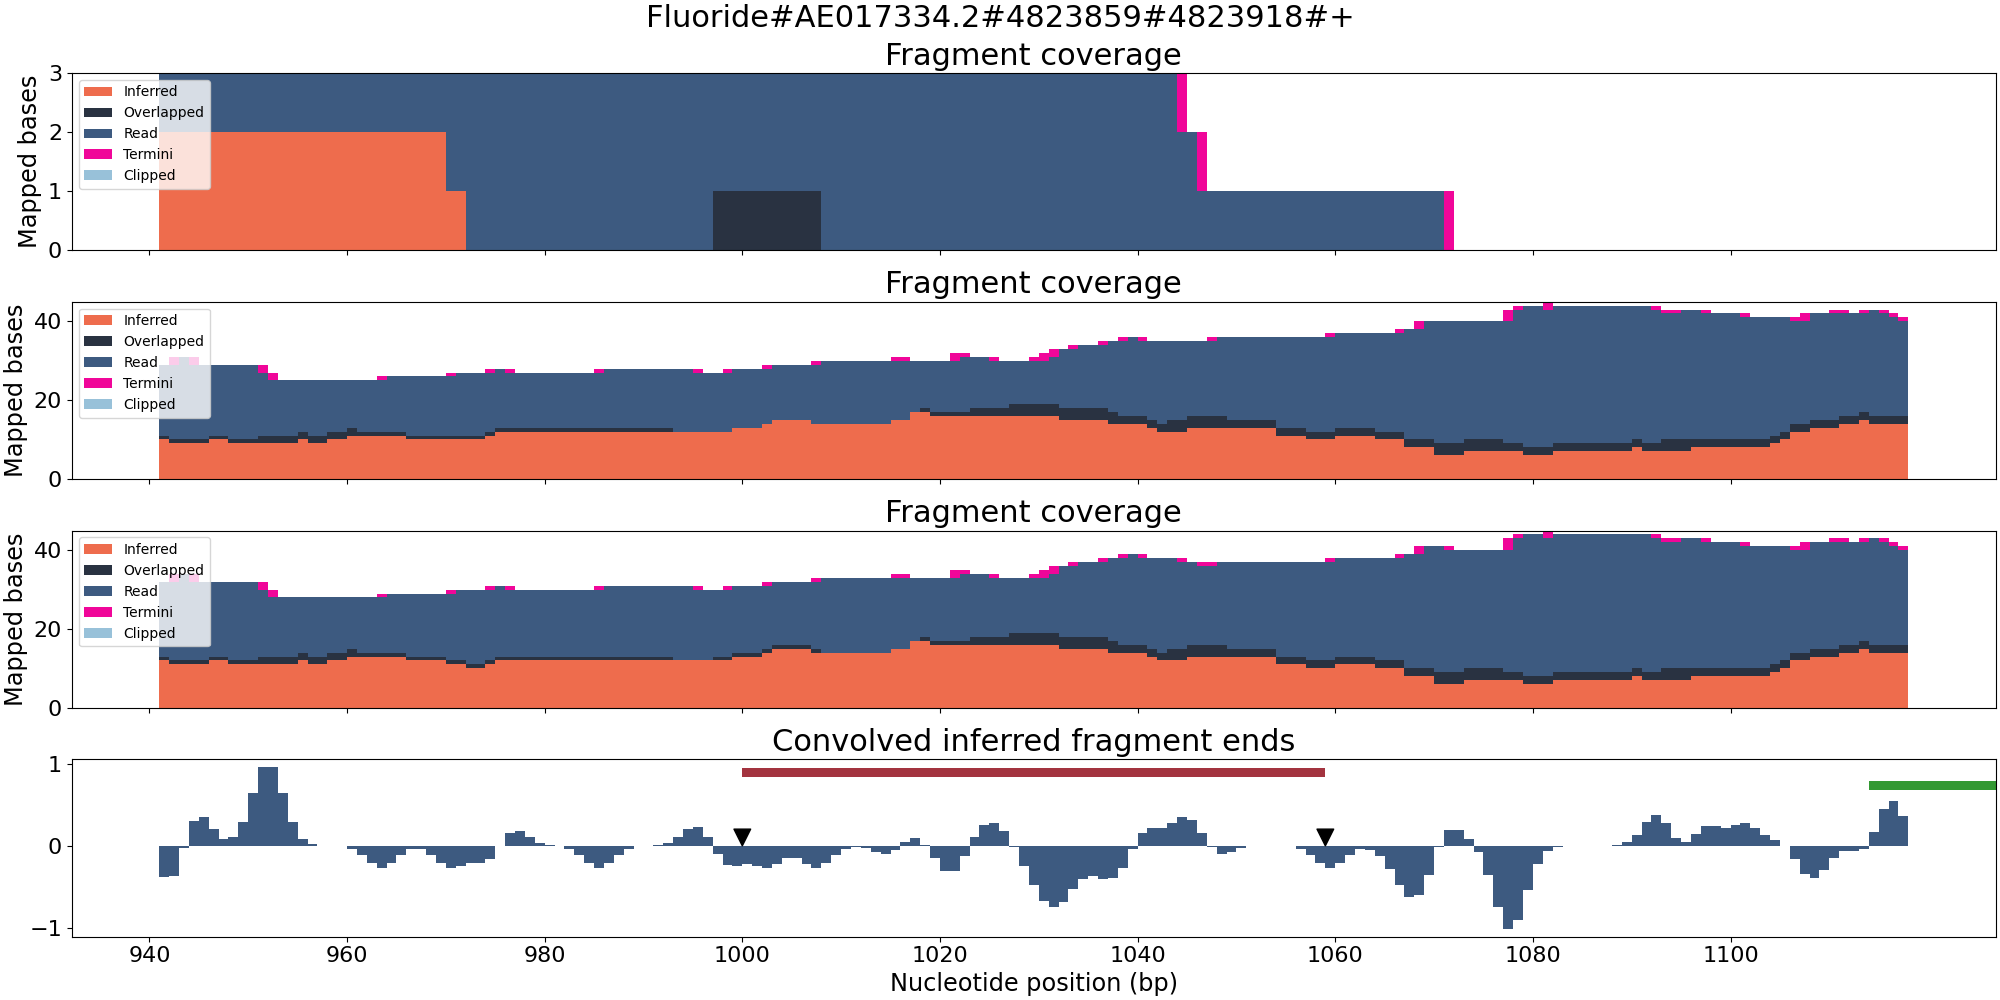 Fluoride#AE017334.2#4823859#4823918#+
Fragment coverage
Mapped bases
3
2
1
0
Inferred
Overlapped
Read
Termini
Clipped
Fragment coverage
Mapped bases
40
20
0
Inferred
Overlapped
Read
Termini
Clipped
Fragment coverage
Mapped bases
40
20
0
Inferred
Overlapped
Read
Termini
Clipped
Convolved inferred fragment ends
1
0
−1
940 960 980 1000 1020 1040 1060 1080 1100
Nucleotide position (bp)